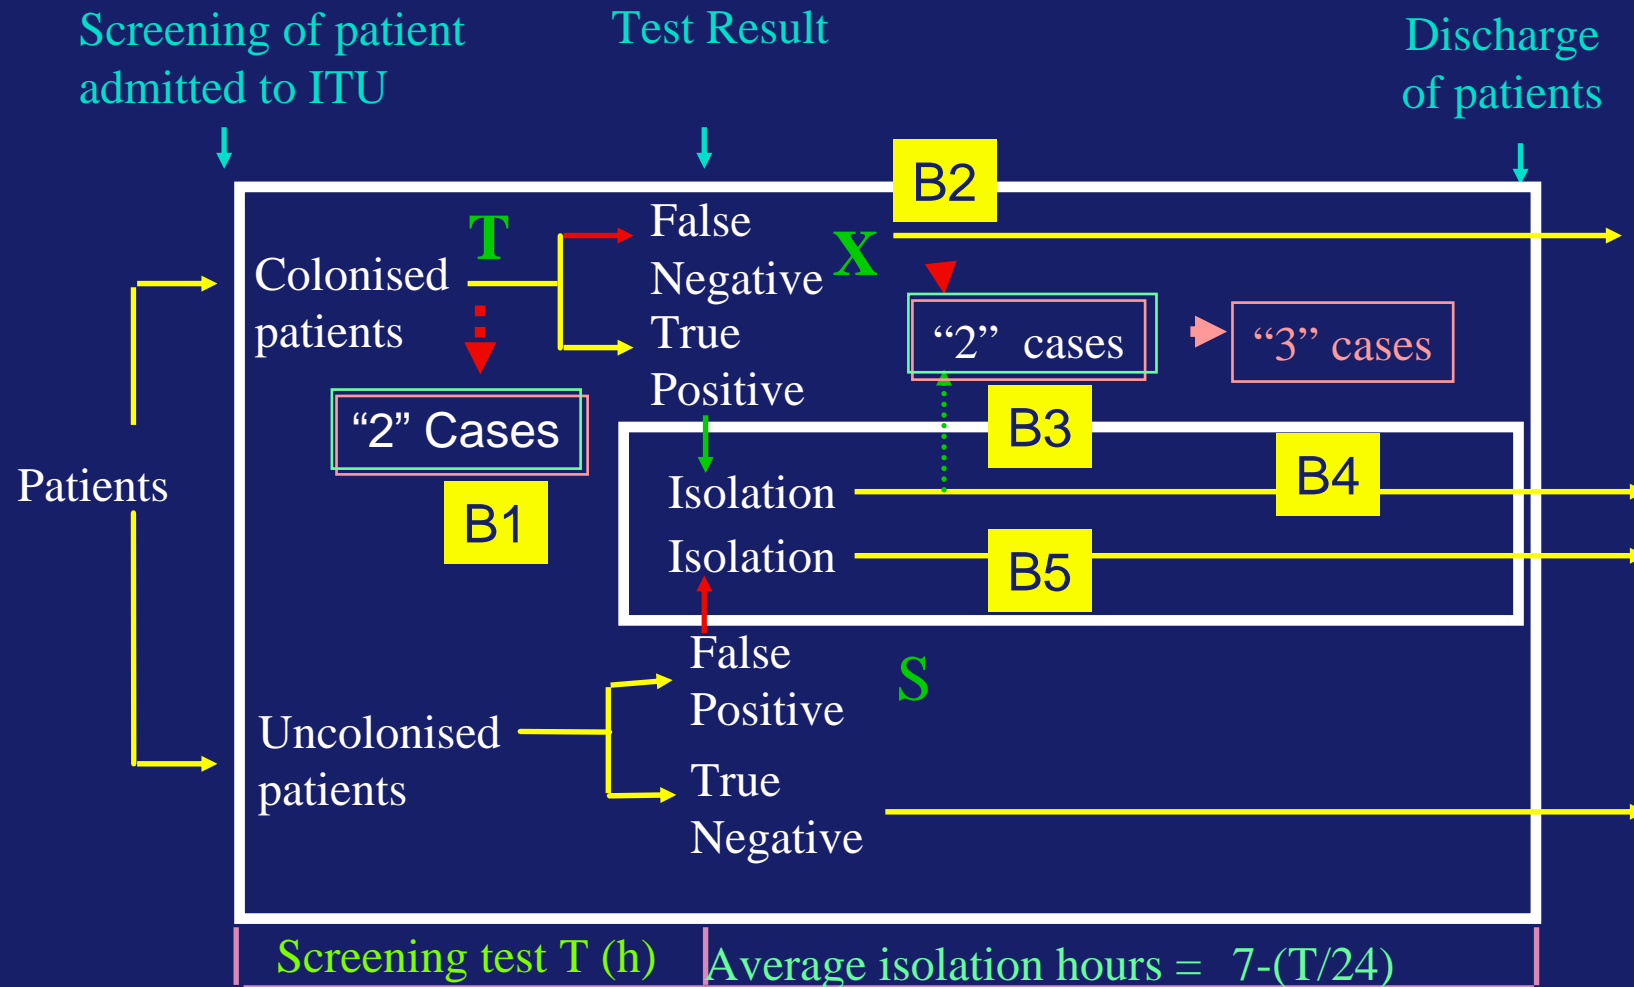 Screening of patient
admitted to ITU
Test Result
Discharge
of patients
B2
T
False
Negative
X
Colonised
patients
True
Positive
“2” cases
“3” cases
“2” Cases
B3
B4
Patients
Isolation
B1
Isolation
B5
False
Positive
S
Uncolonised
patients
True
Negative
Screening test T (h)
Average isolation hours = 7-(T/24)